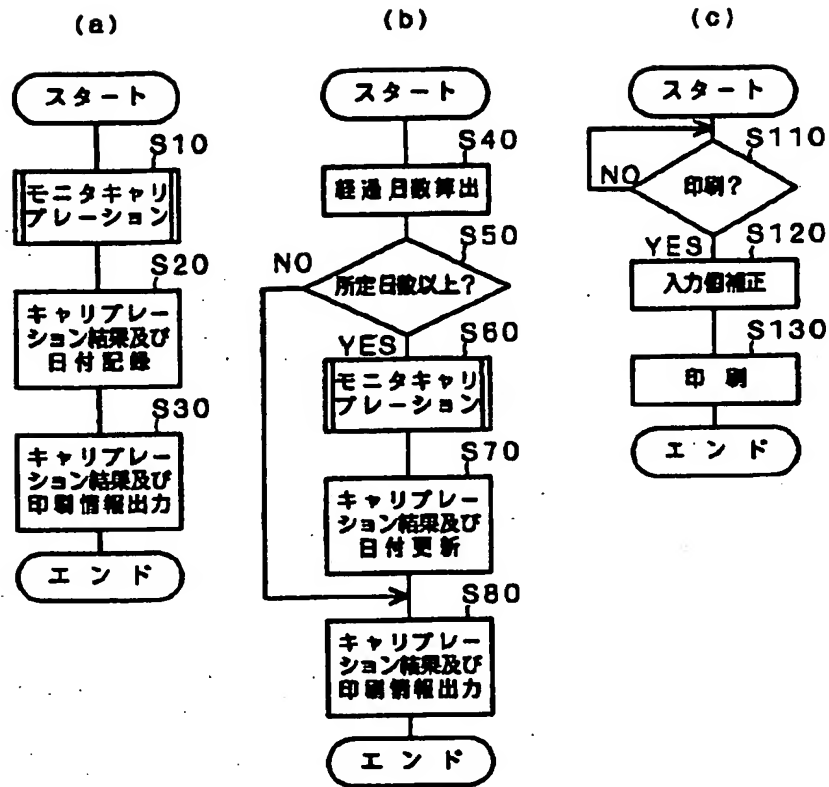 (a)
スタート
S10
モニタキャリ
ブレーション
S20
キャリブレー
ション結果及び
日付記録
S30
キャリブレー
ション結果及び
印刷情報出力
エンド
(b)
スタート
S40
経過日数算出
S50
所定日数以上?
NO
YES
S60
モニタキャリ
ブレーション
S70
キャリブレー
ション結果及び
日付更新
S80
キャリブレー
ション結果及び
印刷情報出力
エンド
(c)
スタート
S110
印刷?
NO
YES
S120
入力値補正
S130
印刷
エンド